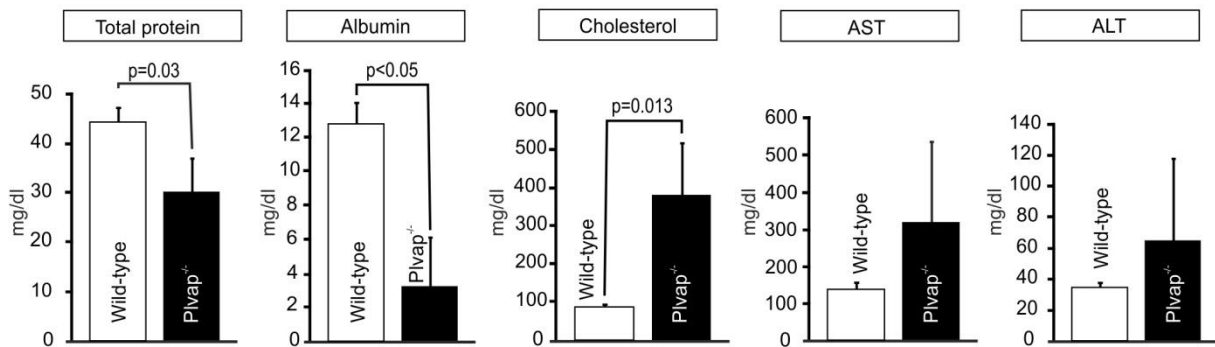 Total protein
p=0.03
mg/dl
50
40
30
20
10
0
Wild-type
Plvap-/-
Albumin
p<0.05
16
14
12
10
8
6
4
2
0
Wild-type
Plvap-/-
Cholesterol
p=0.013
mg/dl
600
500
400
300
200
100
0
Wild-type
Plvap-/-
AST
mg/dl
600
500
400
300
200
100
0
Wild-type
Plvap-/-
ALT
mg/dl
140
120
100
80
60
40
20
0
Wild-type
Plvap-/-